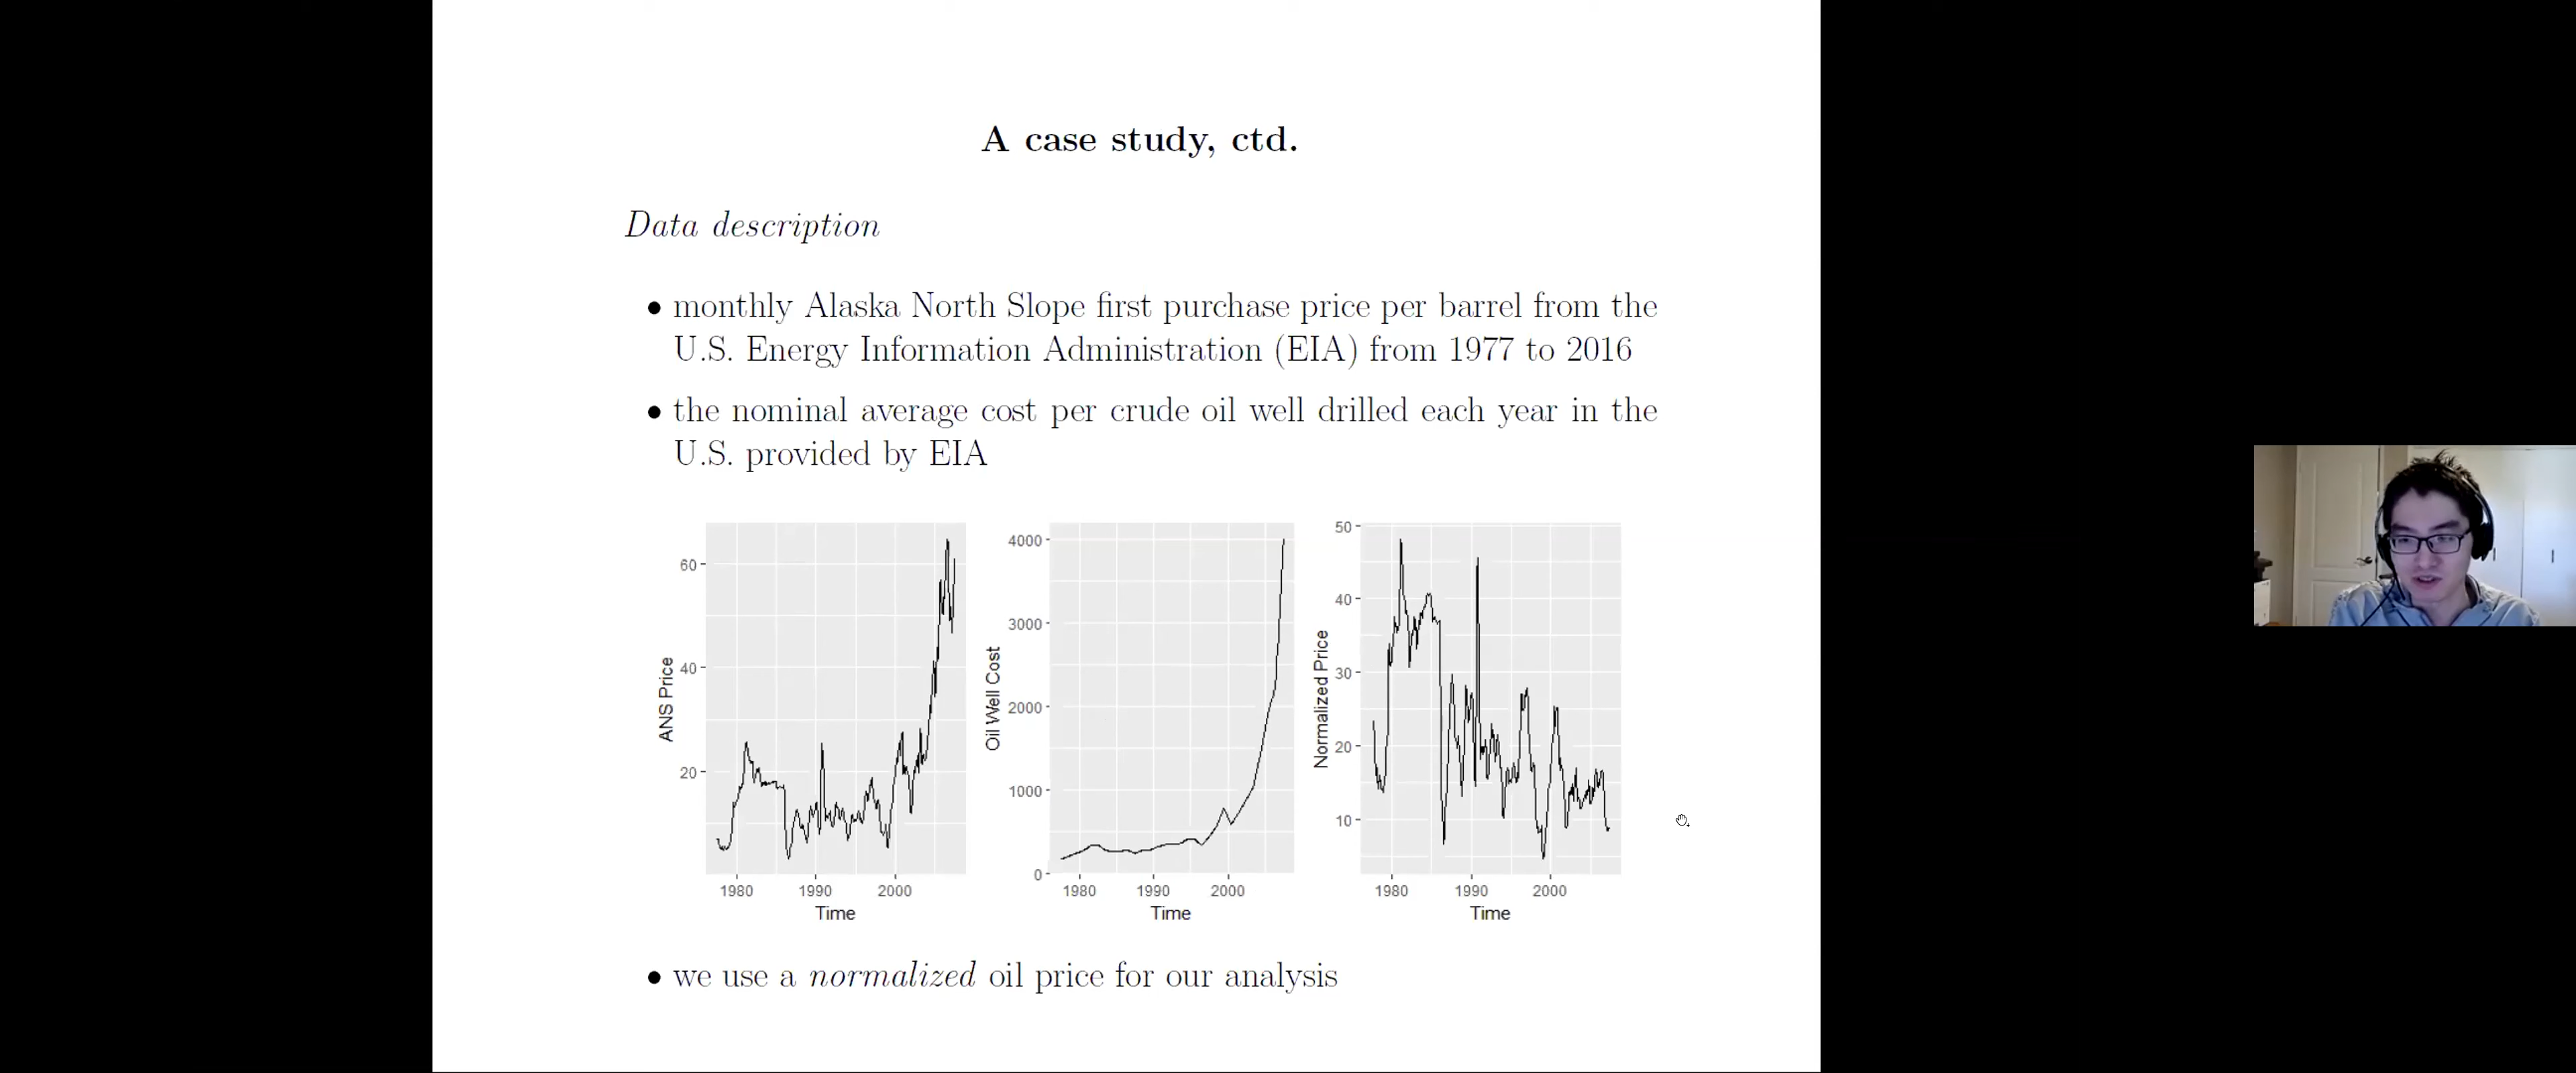 A case study, ctd.
Data description
• monthly Alaska North Slope first purchase price per barrel from the
U.S. Energy Information Administration (EIA) from 1977 to 2016
• the nominal average cost per crude oil well drilled each year in the
U.S. provided by EIA
ANS Price
60
40
20
1980 1990 2000
Time
Oil Well Cost
4000
3000
2000
1000
0
1980 1990 2000
Time
Normalized Price
50
40
30
20
10
1980 1990 2000
Time
• we use a normalized oil price for our analysis